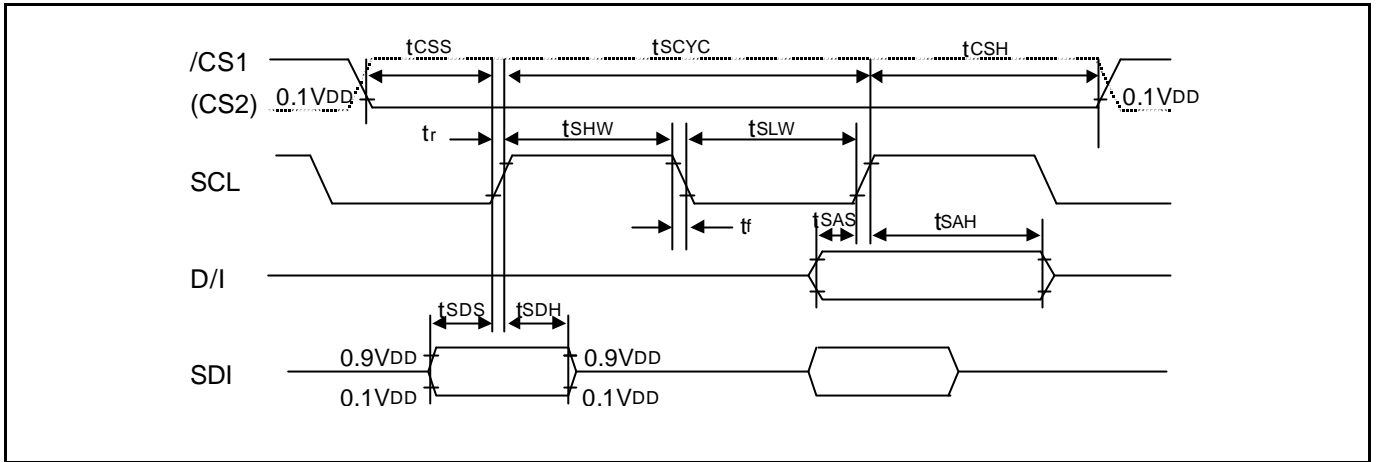 tCSS tSCYC tCSH
/CS1
(CS2) 0.1VDD 0.1VDD
tr tSHW tSLW
SCL
tf tSAS tSAH
D/I
tSDS tSDH
0.9VDD 0.9VDD
SDI
0.1VDD 0.1VDD